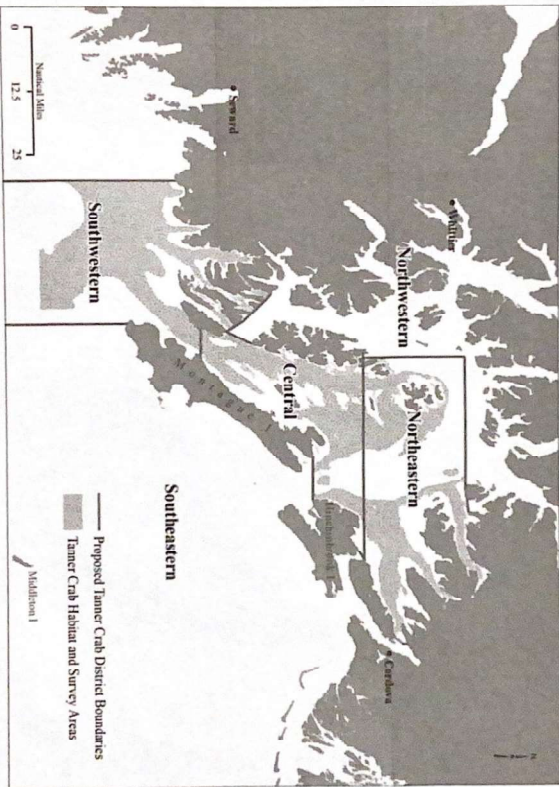 Whittier
Northwestern
Northeastern
Cordova
Seward
Central
Montague I
Hinchinbrook I
Southwestern
Southeastern
Middleton I
0 12.5 25
Nautical Miles
Proposed Tanner Crab District Boundaries
Tanner Crab Habitat and Survey Areas
N